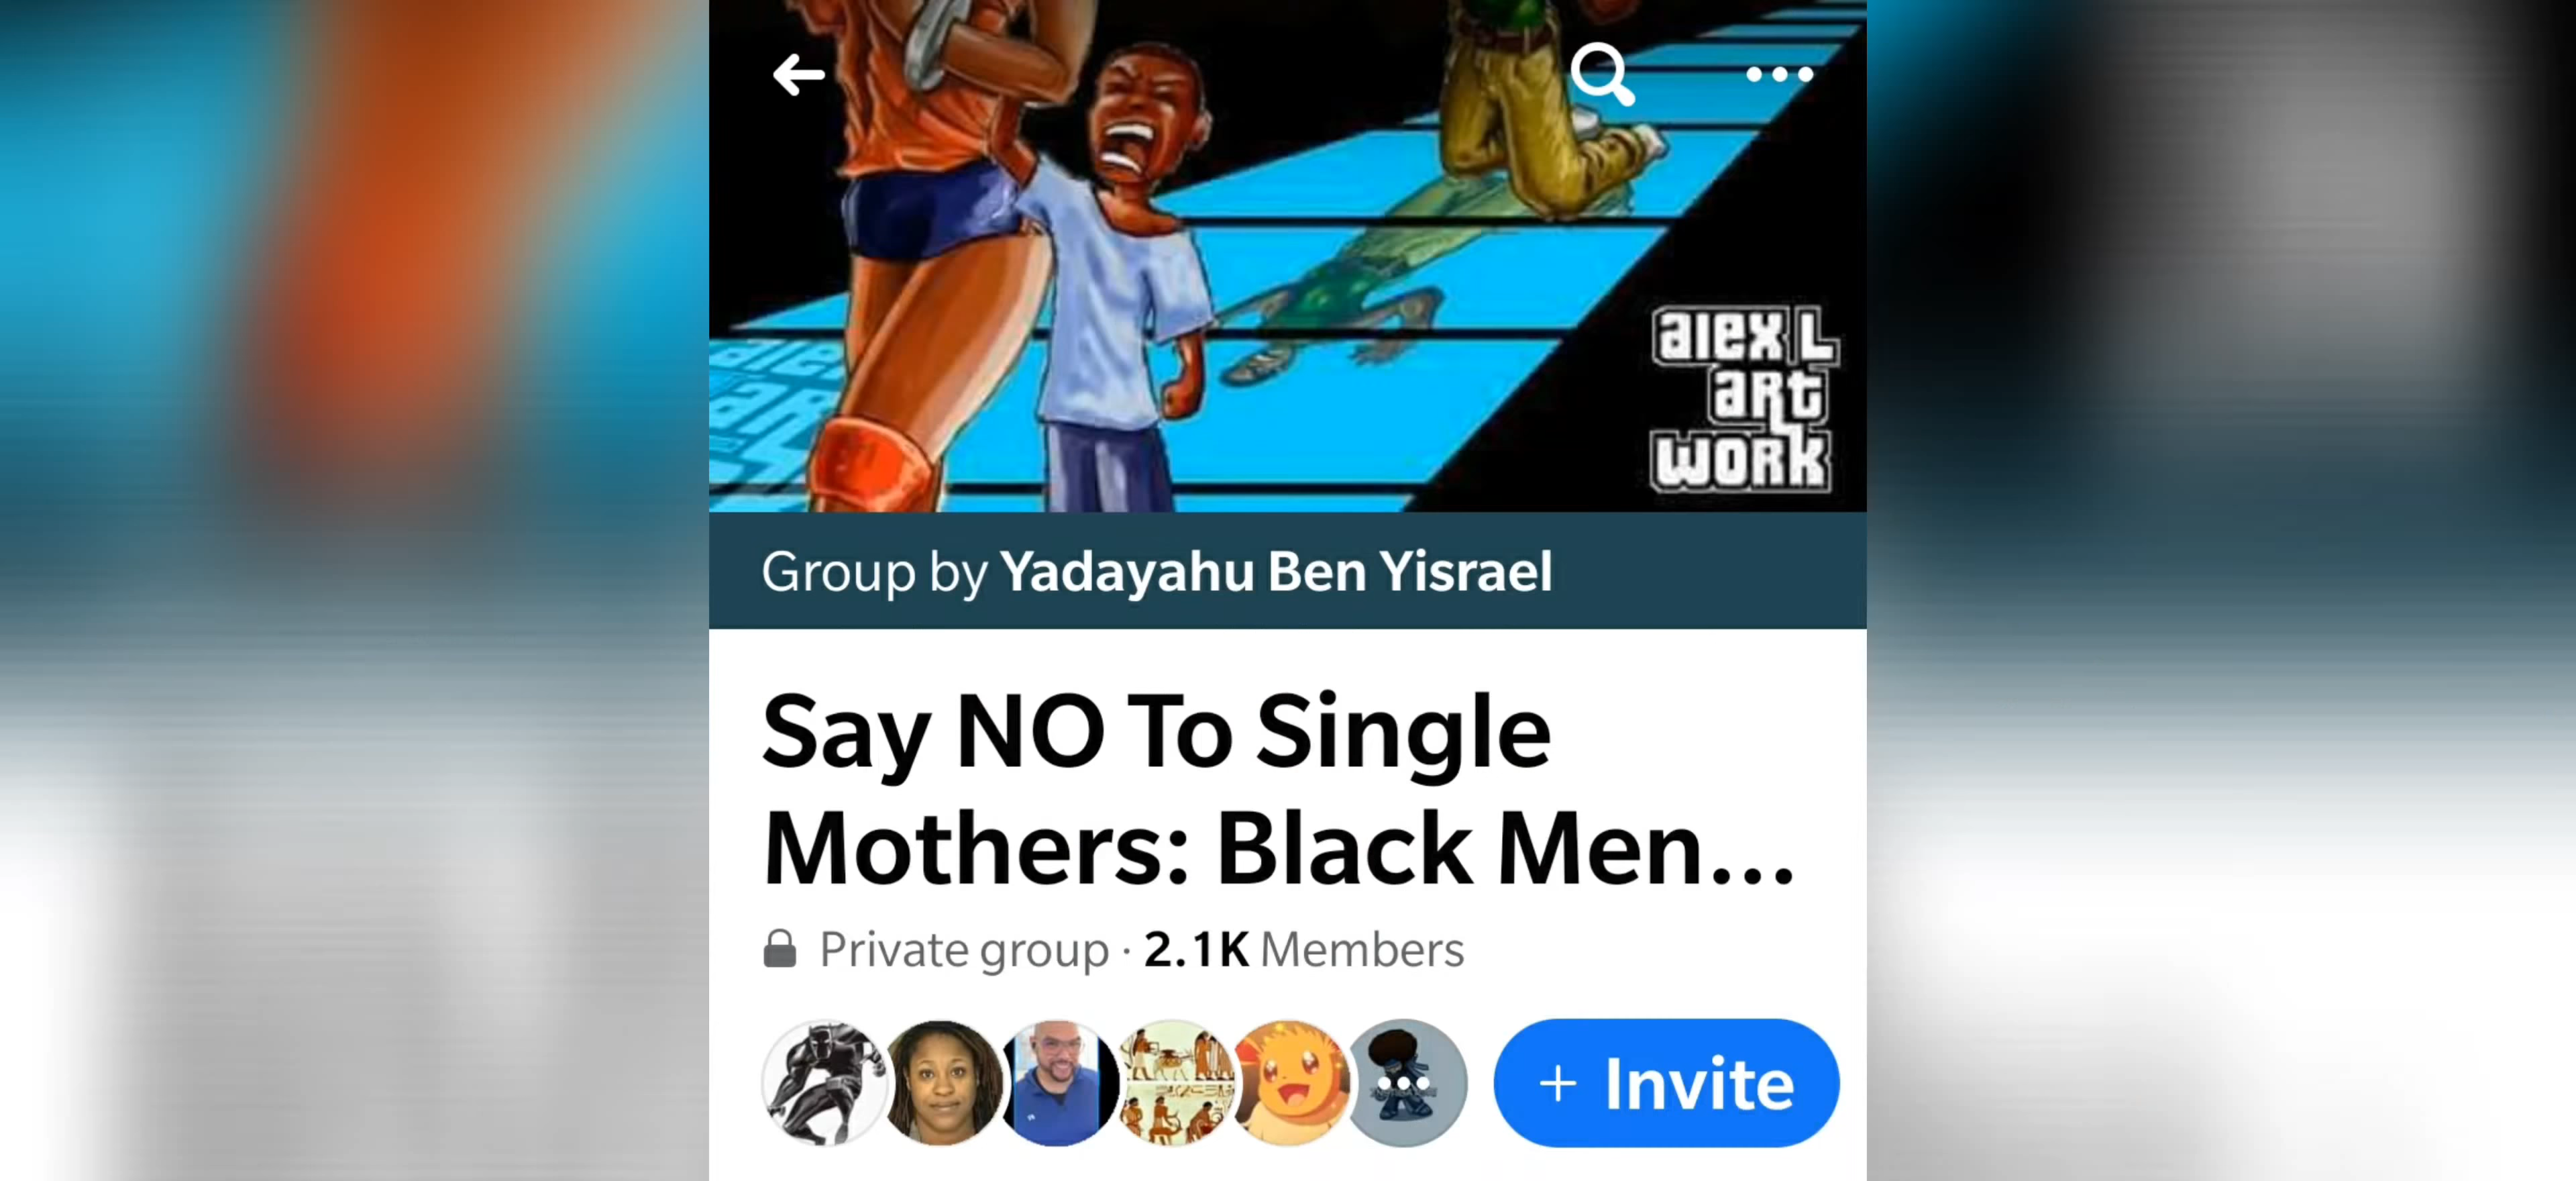 alex L
art
work
Group by Yadayahu Ben Yisrael
Say NO To Single
Mothers: Black Men...
Private group · 2.1K Members
+ Invite